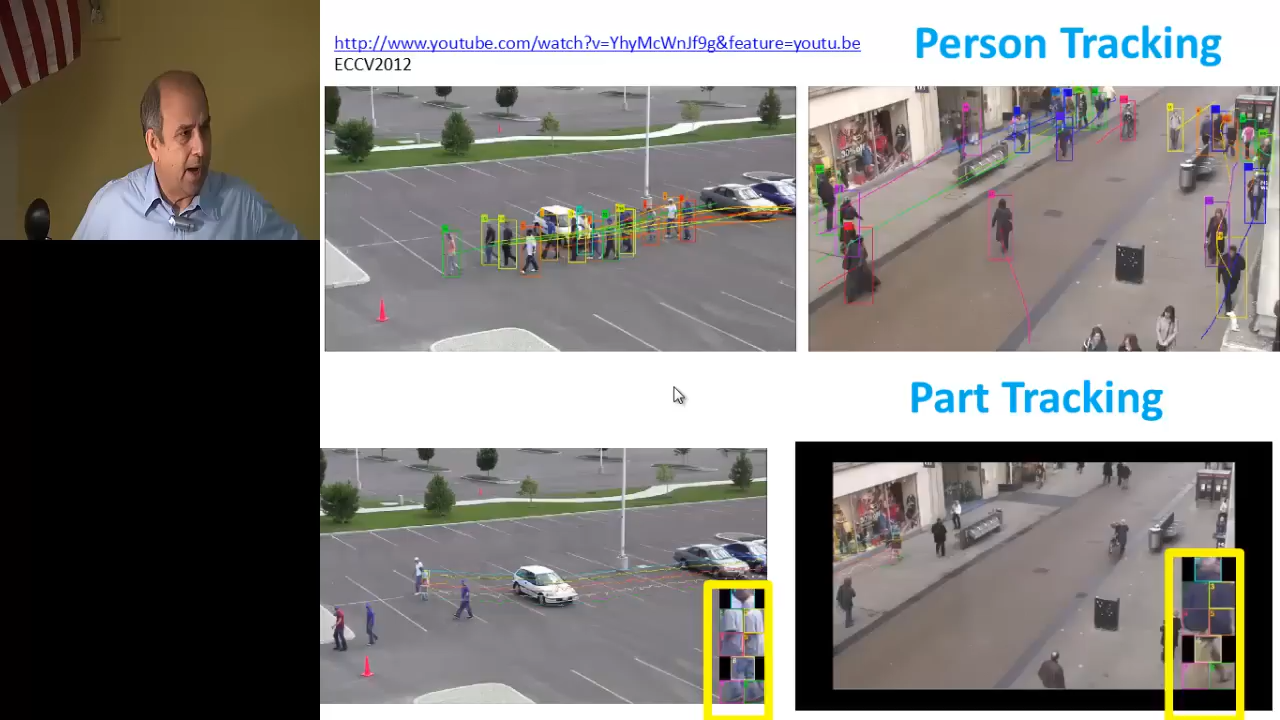 http://www.youtube.com/watch?v=YhyMcWnJf9g&feature=youtu.be
ECCV2012
Person Tracking
Part Tracking